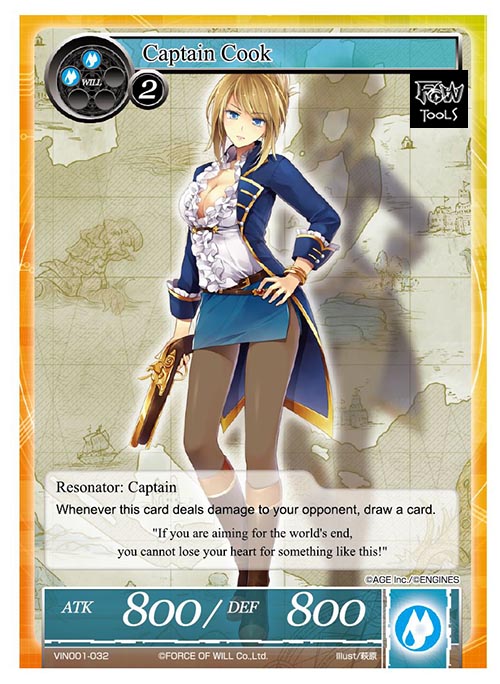 Captain Cook
WILL
2
FOW
TOOLS
Resonator: Captain
Whenever this card deals damage to your opponent, draw a card.
"If you are aiming for the world's end,
you cannot lose your heart for something like this!"
©AGE Inc./©ENGINES
ATK 800 / DEF 800
VIN001-032 ©FORCE OF WILL Co.,Ltd. Illust/萩原